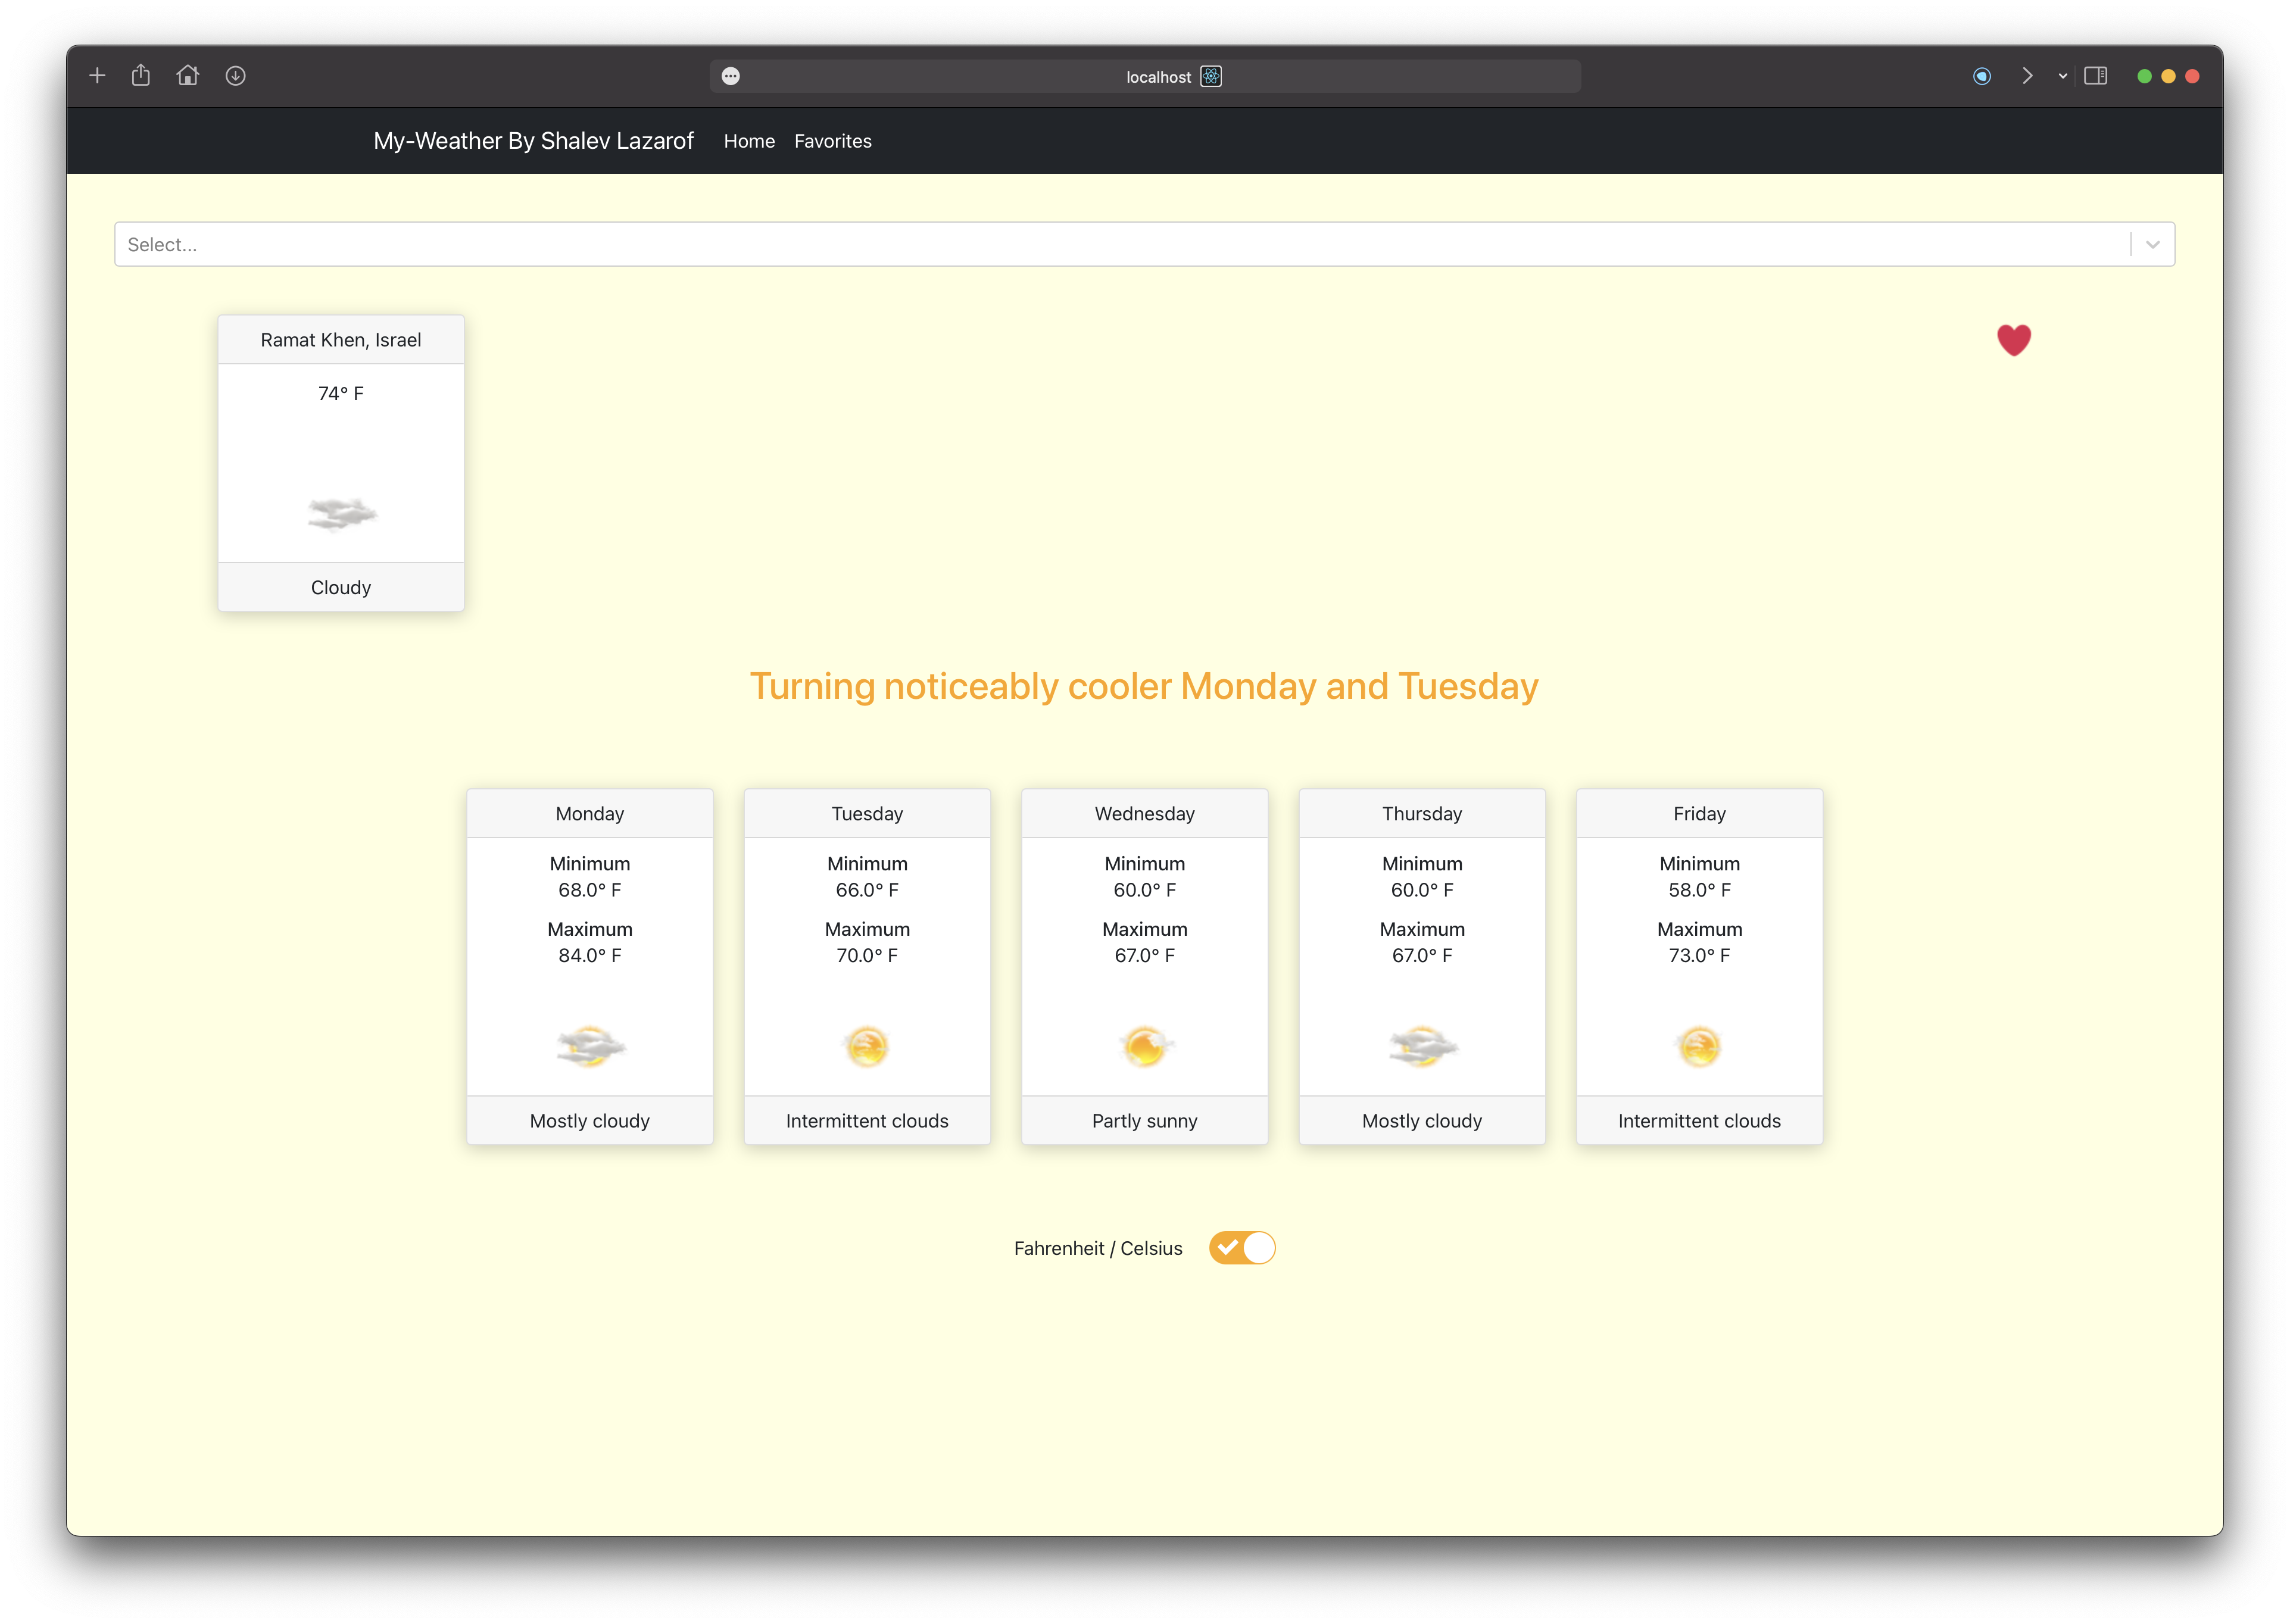 localhost
My-Weather By Shalev Lazarof Home Favorites
Select...
Ramat Khen, Israel
74° F
Cloudy
Turning noticeably cooler Monday and Tuesday
Monday
Minimum
68.0° F
Maximum
84.0° F
Mostly cloudy
Tuesday
Minimum
66.0° F
Maximum
70.0° F
Intermittent clouds
Wednesday
Minimum
60.0° F
Maximum
67.0° F
Partly sunny
Thursday
Minimum
60.0° F
Maximum
67.0° F
Mostly cloudy
Friday
Minimum
58.0° F
Maximum
73.0° F
Intermittent clouds
Fahrenheit / Celsius